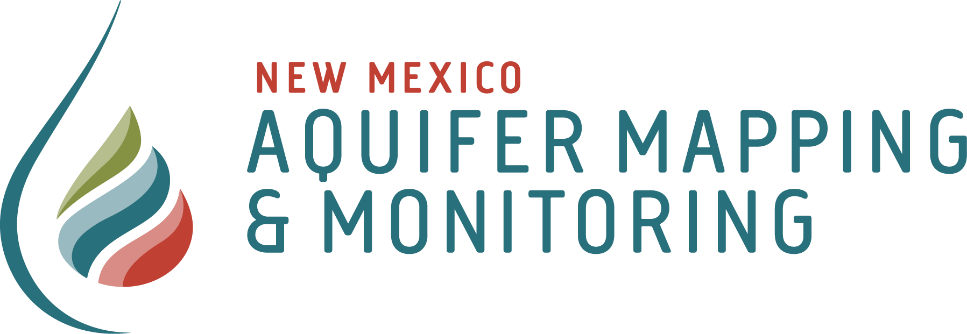 NEW MEXICO
AQUIFER MAPPING
& MONITORING